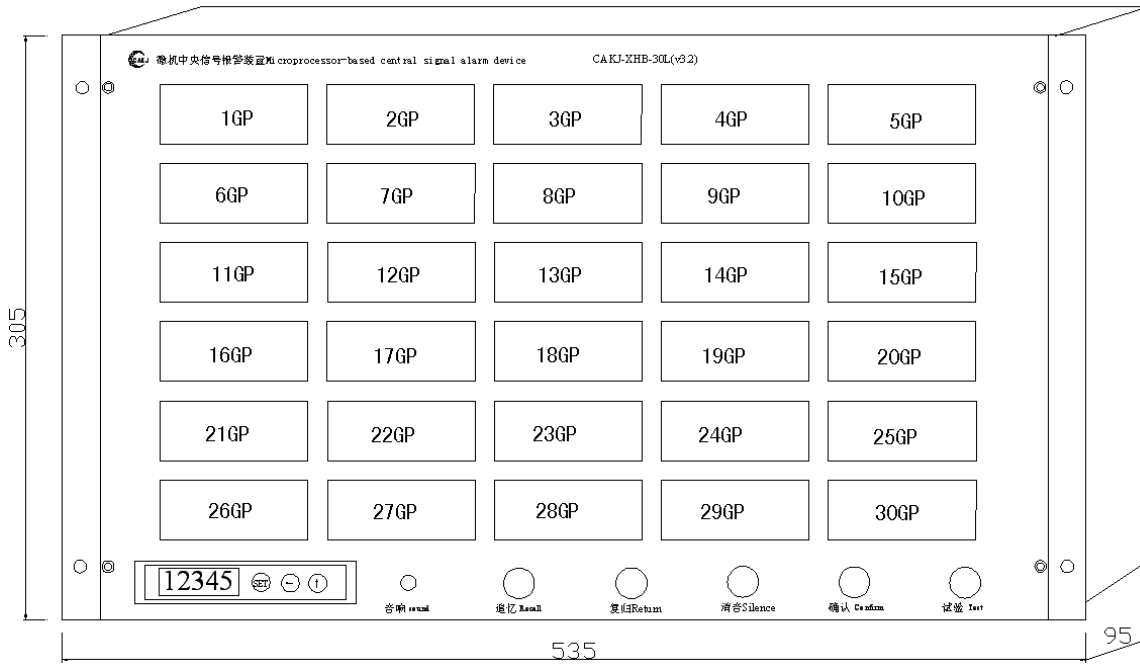 CAKJ 微机中央信号报警装置Microprocessor-based central signal alarm device CAKJ-XHB-30L(v3.2)
1GP 2GP 3GP 4GP 5GP
6GP 7GP 8GP 9GP 10GP
11GP 12GP 13GP 14GP 15GP
305
16GP 17GP 18GP 19GP 20GP
21GP 22GP 23GP 24GP 25GP
26GP 27GP 28GP 29GP 30GP
12345 SET ← ↑
音响 sound 追忆 Recall 复归Return 消音Silence 确认 Confirm 试验 Test
535 95